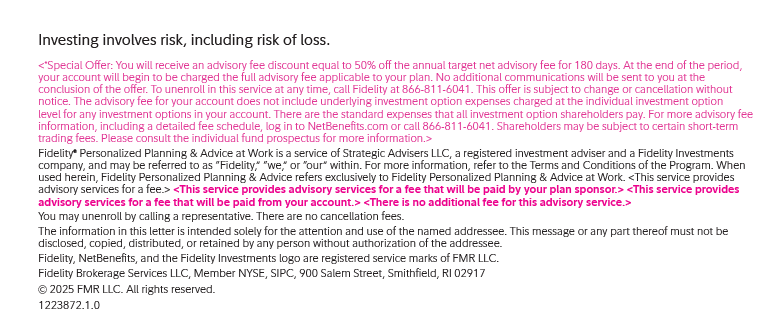 Investing involves risk, including risk of loss.
<*Special Offer: You will receive an advisory fee discount equal to 50% off the annual target net advisory fee for 180 days. At the end of the period,
your account will begin to be charged the full advisory fee applicable to your plan. No additional communications will be sent to you at the
conclusion of the offer. To unenroll in this service at any time, call Fidelity at 866-811-6041. This offer is subject to change or cancellation without
notice. The advisory fee for your account does not include underlying investment option expenses charged at the individual investment option
level for any investment options in your account. There are the standard expenses that all investment option shareholders pay. For more advisory fee
information, including a detailed fee schedule, log in to NetBenefits.com or call 866-811-6041. Shareholders may be subject to certain short-term
trading fees. Please consult the individual fund prospectus for more information.>
Fidelity® Personalized Planning & Advice at Work is a service of Strategic Advisers LLC, a registered investment adviser and a Fidelity Investments
company, and may be referred to as “Fidelity,” “we,” or “our” within. For more information, refer to the Terms and Conditions of the Program. When
used herein, Fidelity Personalized Planning & Advice refers exclusively to Fidelity Personalized Planning & Advice at Work. <This service provides
advisory services for a fee.> <This service provides advisory services for a fee that will be paid by your plan sponsor.> <This service provides
advisory services for a fee that will be paid from your account.> <There is no additional fee for this advisory service.>
You may unenroll by calling a representative. There are no cancellation fees.
The information in this letter is intended solely for the attention and use of the named addressee. This message or any part thereof must not be
disclosed, copied, distributed, or retained by any person without authorization of the addressee.
Fidelity, NetBenefits, and the Fidelity Investments logo are registered service marks of FMR LLC.
Fidelity Brokerage Services LLC, Member NYSE, SIPC, 900 Salem Street, Smithfield, RI 02917
© 2025 FMR LLC. All rights reserved.
1223872.1.0